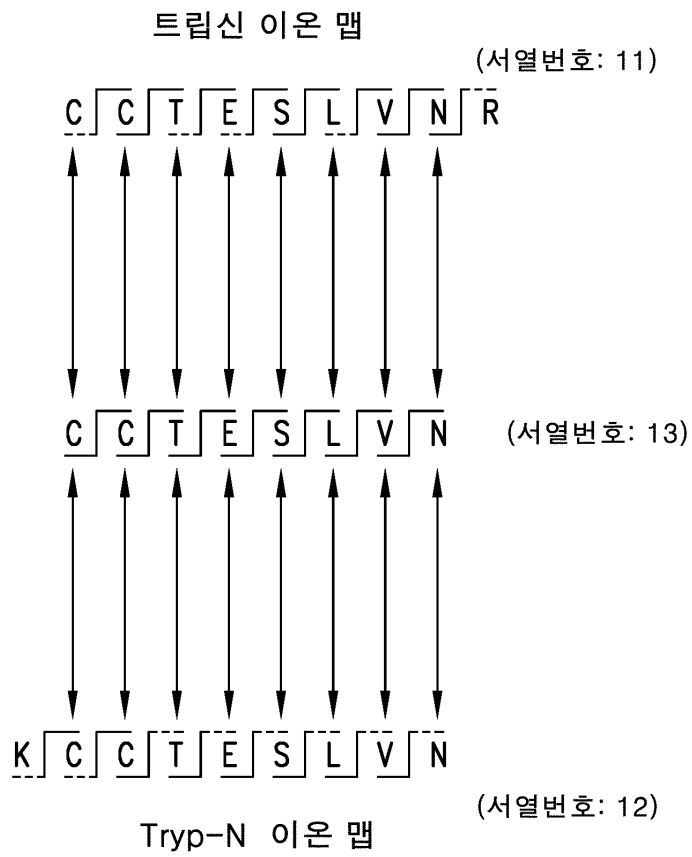 트립신 이온 맵
(서열번호: 11)
C C T E S L V N R
C C T E S L V N
(서열번호: 13)
K C C T E S L V N
(서열번호: 12)
Tryp-N 이온 맵